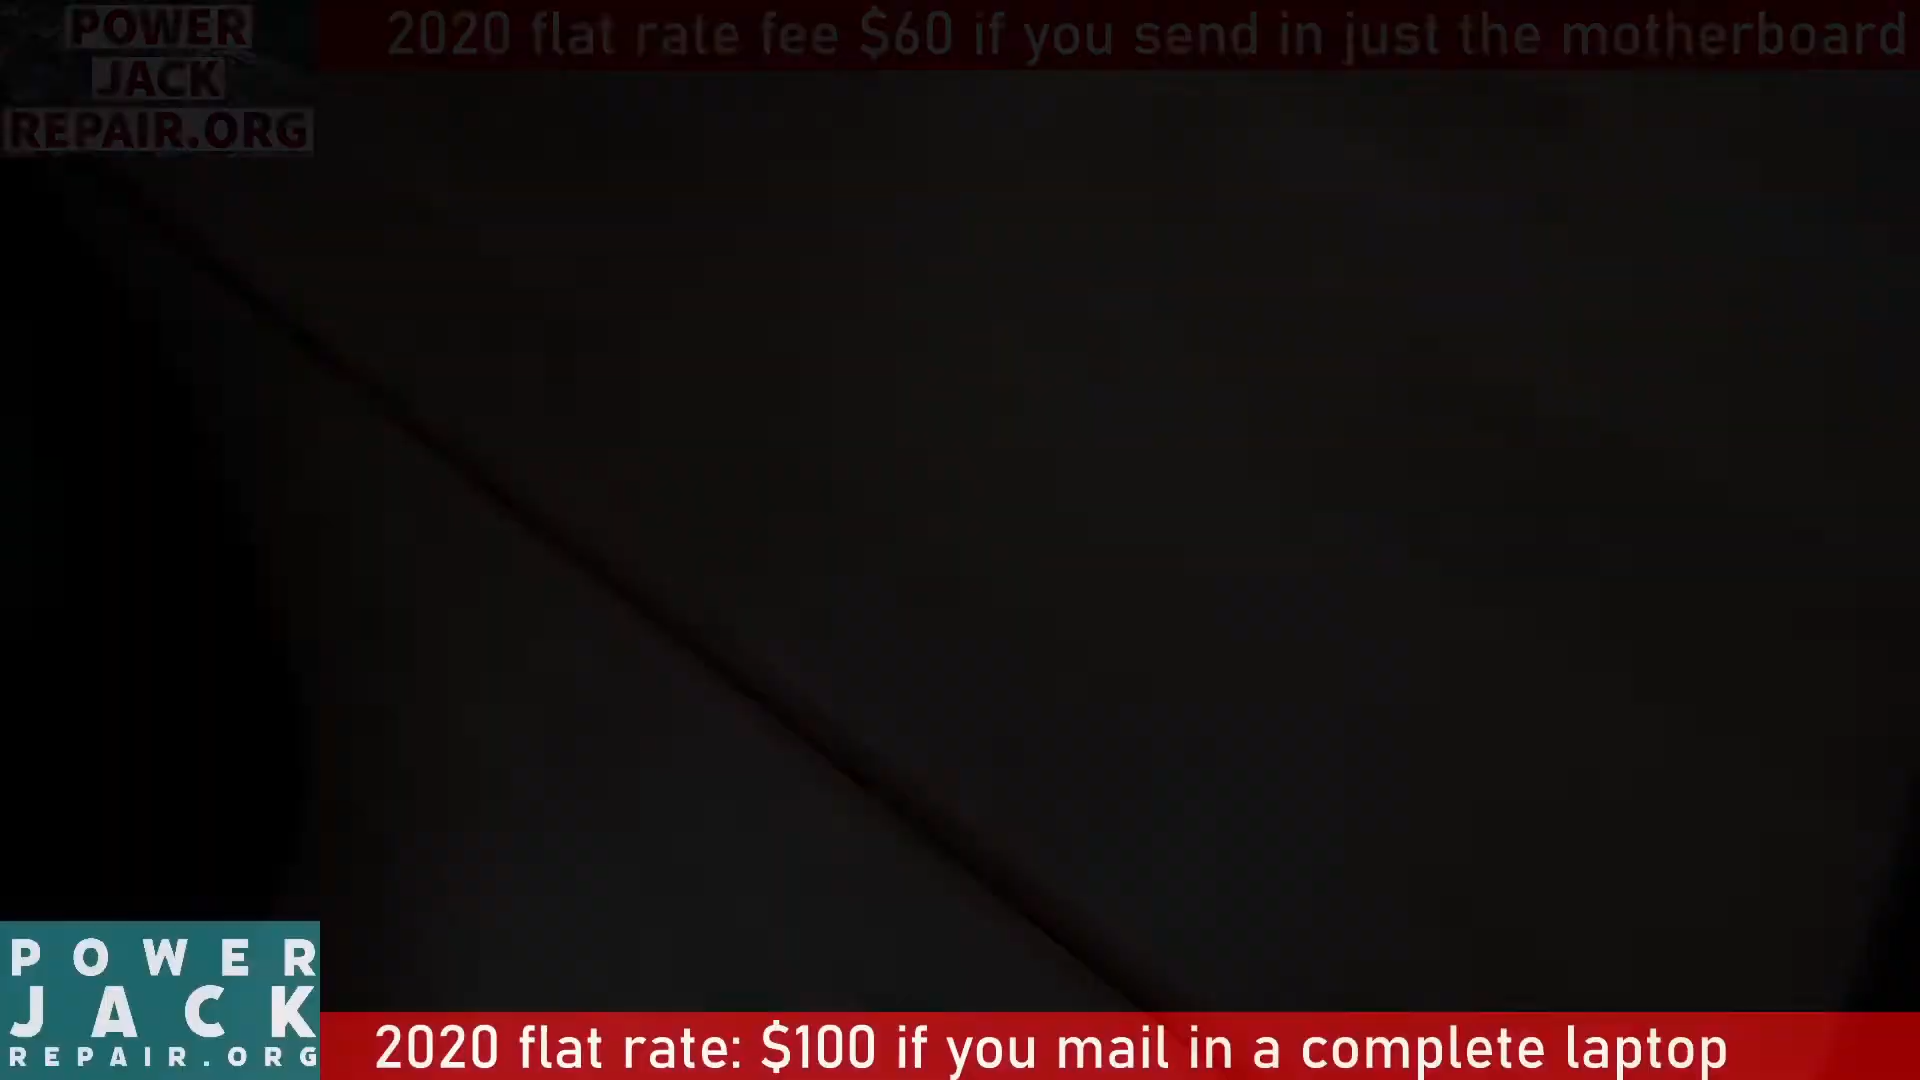 POWER
JACK
REPAIR.ORG
2020 flat rate fee $60 if you send in just the motherboard
POWER
JACK
REPAIR.ORG
2020 flat rate: $100 if you mail in a complete laptop